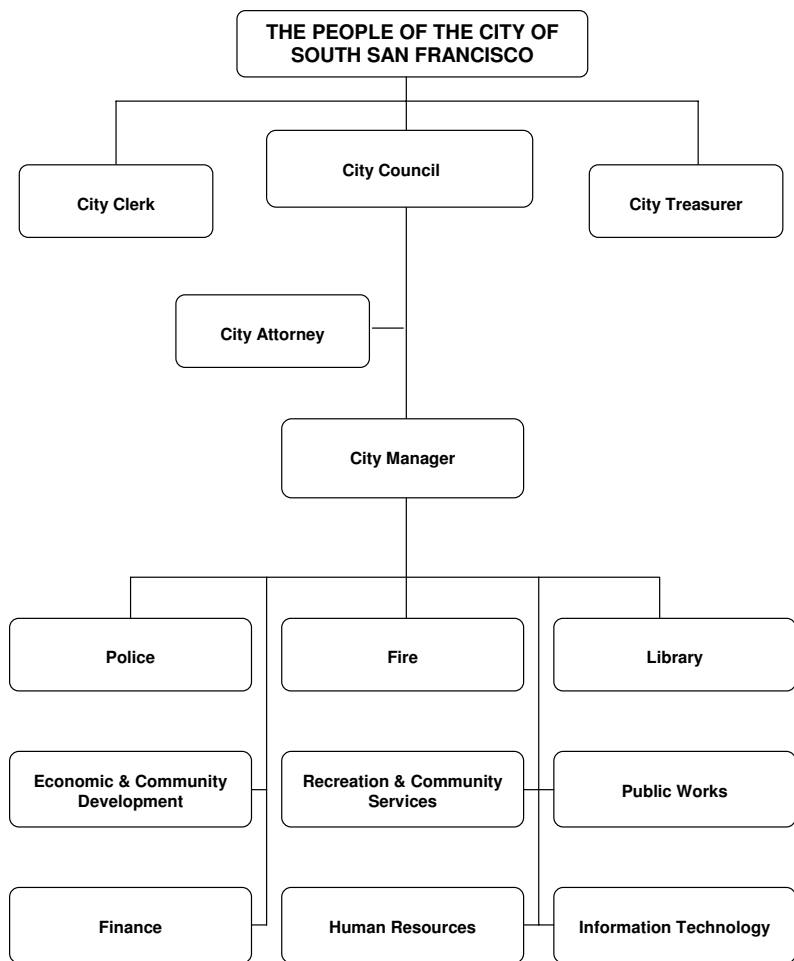 THE PEOPLE OF THE CITY OF
SOUTH SAN FRANCISCO
City Council
City Clerk
City Treasurer
City Attorney
City Manager
Police
Fire
Library
Economic & Community
Development
Recreation & Community
Services
Public Works
Finance
Human Resources
Information Technology